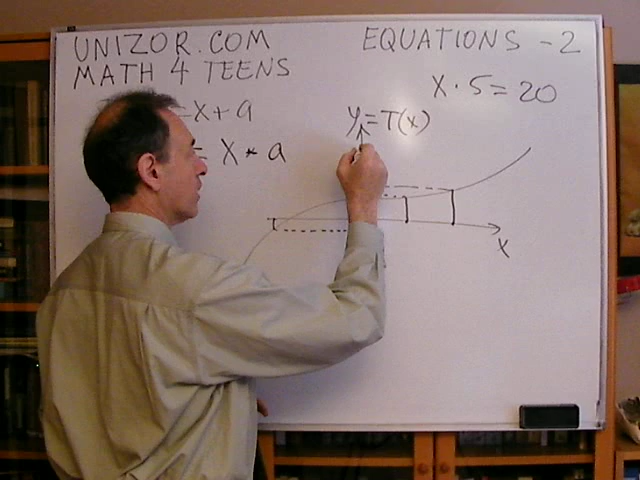 UNIZOR.COM
MATH 4 TEENS
EQUATIONS - 2
X · 5 = 20
= X + a
y = T(x)
= X * a
X